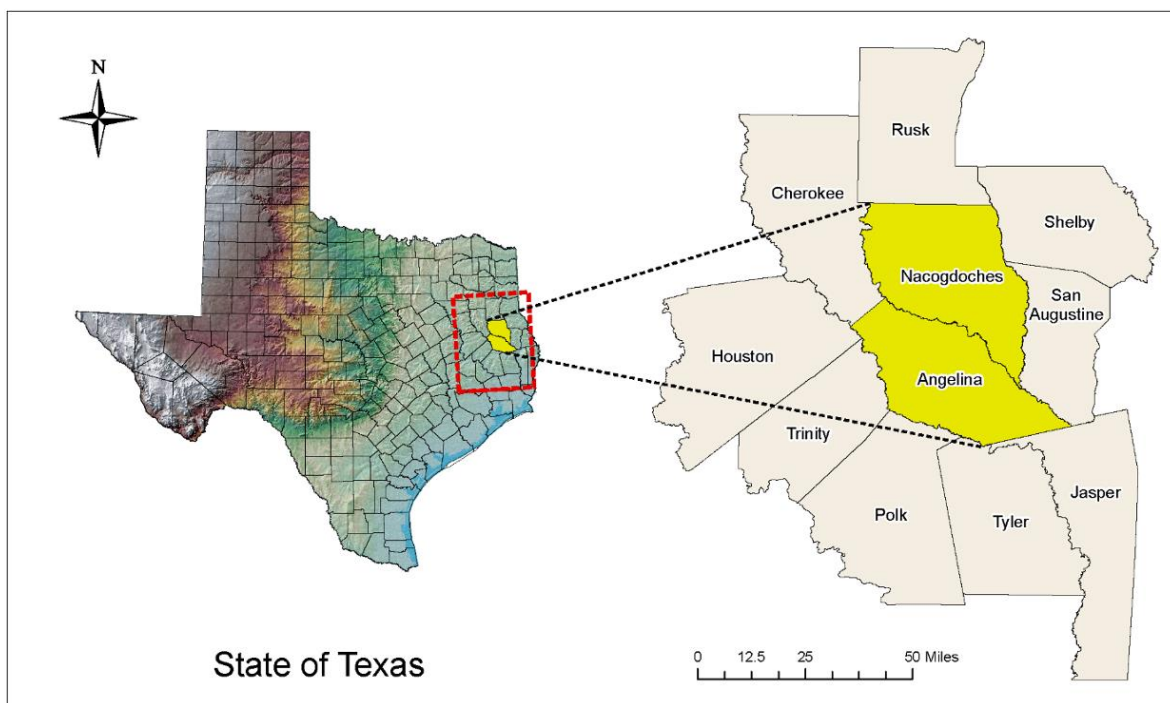 N
State of Texas
Rusk
Cherokee
Shelby
Nacogdoches
San
Augustine
Houston
Angelina
Trinity
Jasper
Polk
Tyler
0 12.5 25 50 Miles